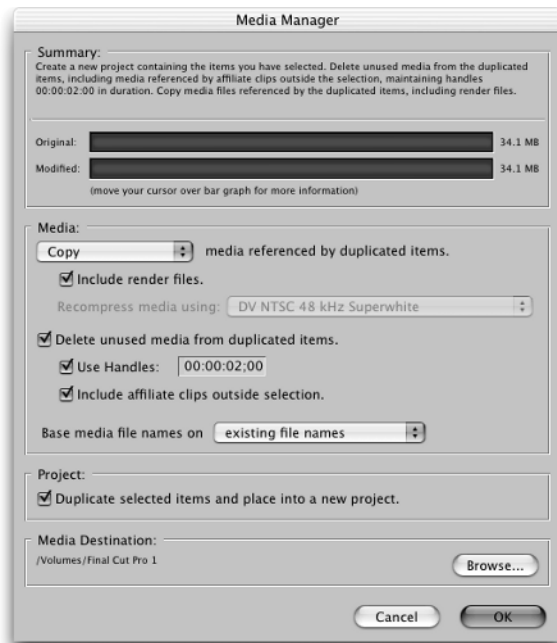 Media Manager
Summary:
Create a new project containing the items you have selected. Delete unused media from the duplicated
items, including media referenced by affiliate clips outside the selection, maintaining handles
00:00:02:00 in duration. Copy media files referenced by the duplicated items, including render files.
Original: 34.1 MB
Modified: 34.1 MB
(move your cursor over bar graph for more information)
Media:
Copy media referenced by duplicated items.
Include render files.
Recompress media using: DV NTSC 48 kHz Superwhite
Delete unused media from duplicated items.
Use Handles: 00:00:02;00
Include affiliate clips outside selection.
Base media file names on existing file names
Project:
Duplicate selected items and place into a new project.
Media Destination:
/Volumes/Final Cut Pro 1
Browse...
Cancel OK